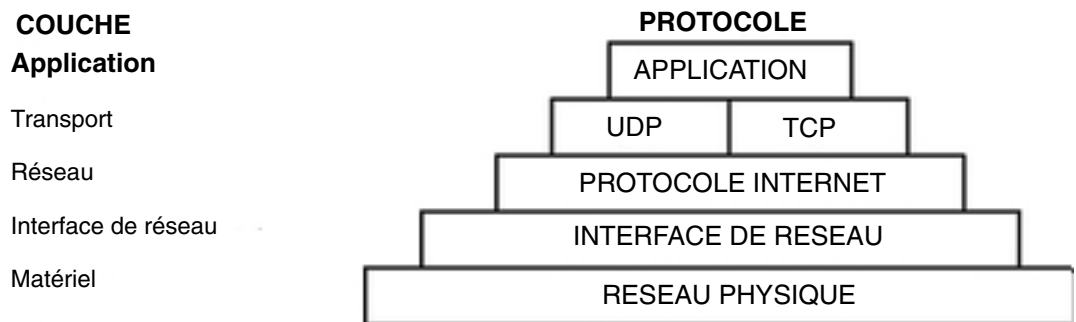 COUCHE PROTOCOLE
Application APPLICATION
Transport UDP TCP
Réseau PROTOCOLE INTERNET
Interface de réseau INTERFACE DE RESEAU
Matériel RESEAU PHYSIQUE